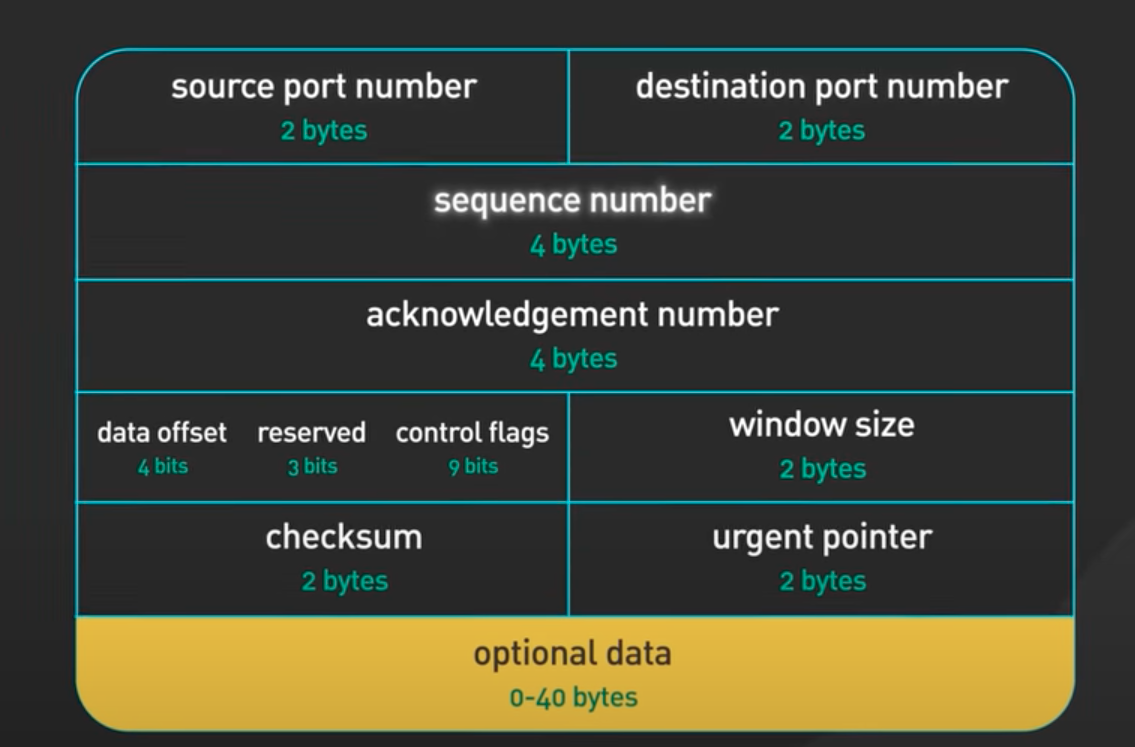 source port number
2 bytes
destination port number
2 bytes
sequence number
4 bytes
acknowledgement number
4 bytes
data offset
4 bits
reserved
3 bits
control flags
9 bits
window size
2 bytes
checksum
2 bytes
urgent pointer
2 bytes
optional data
0-40 bytes